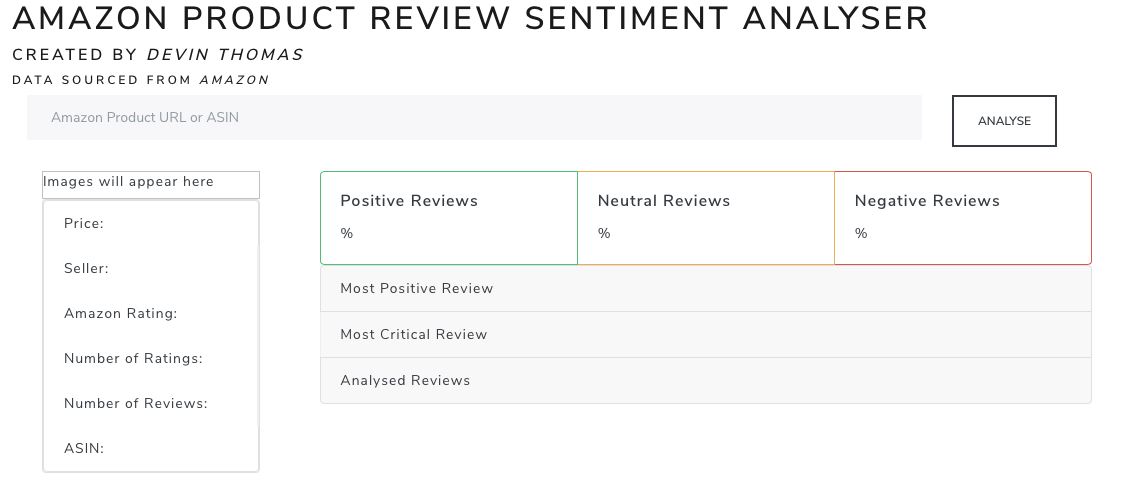 AMAZON PRODUCT REVIEW SENTIMENT ANALYSER
CREATED BY DEVIN THOMAS
DATA SOURCED FROM AMAZON
Amazon Product URL or ASIN
ANALYSE
Images will appear here
Price:
Seller:
Amazon Rating:
Number of Ratings:
Number of Reviews:
ASIN:
Positive Reviews
%
Neutral Reviews
%
Negative Reviews
%
Most Positive Review
Most Critical Review
Analysed Reviews